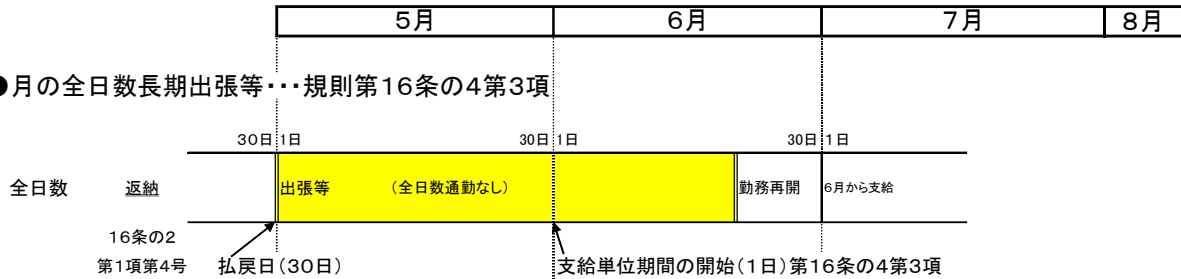 5月 6月 7月 8月
●月の全日数長期出張等・・・規則第16条の4第3項
30日 1日 30日 1日 30日 1日
全日数 返納 出張等 (全日数通勤なし) 勤務再開 6月から支給
16条の2
第1項第4号 払戻日(30日) 支給単位期間の開始(1日)第16条の4第3項